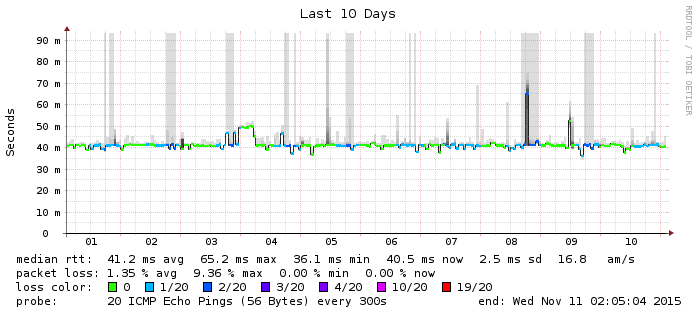 Last 10 Days
RRDTOOL / TOBI OETIKER
Seconds
90 m
80 m
70 m
60 m
50 m
40 m
30 m
20 m
10 m
0
01 02 03 04 05 06 07 08 09 10
median rtt: 41.2 ms avg 65.2 ms max 36.1 ms min 40.5 ms now 2.5 ms sd 16.8 am/s
packet loss: 1.35 % avg 9.36 % max 0.00 % min 0.00 % now
loss color: 0 1/20 2/20 3/20 4/20 10/20 19/20
probe: 20 ICMP Echo Pings (56 Bytes) every 300s end: Wed Nov 11 02:05:04 2015